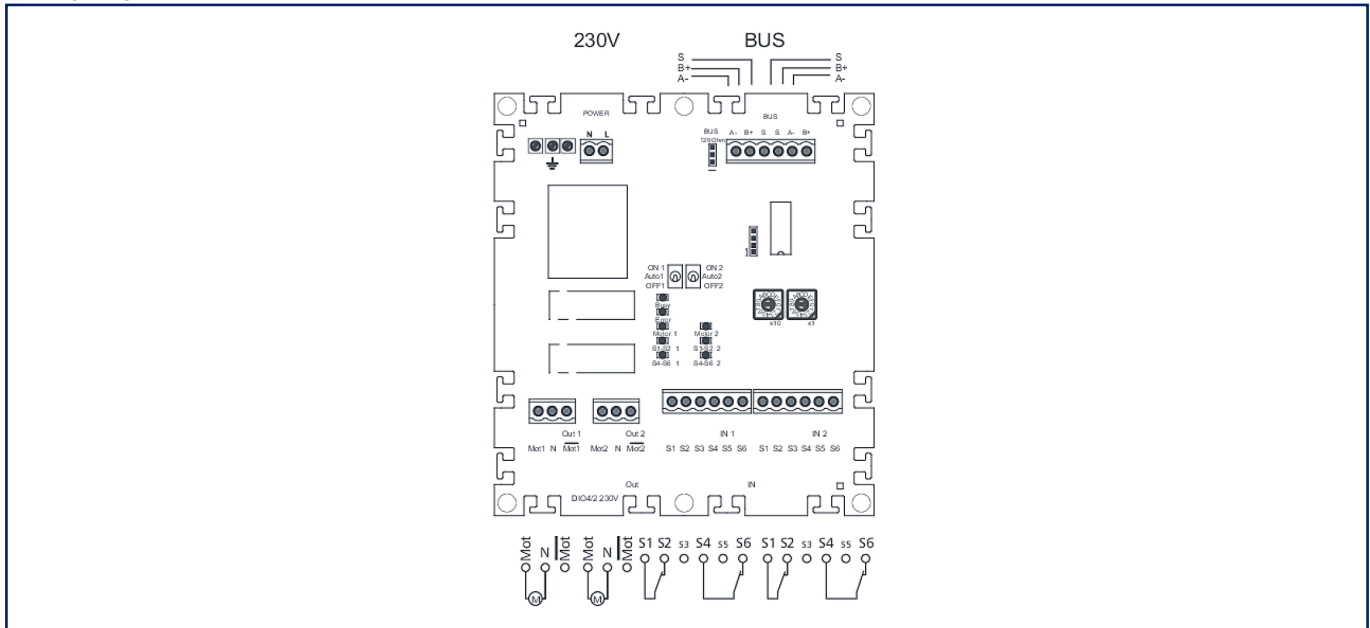 230V BUS
S S
B+ B+
A- A-
POWER BUS
N L BUS A- B+ S S A- B+
120Ohm
ON 1 ON 2
Auto1 Auto2
OFF1 OFF2
Busy
Error
x10 x1
Motor 1 Motor 2
S1-S2 1 S1-S2 2
S4-S6 1 S4-S6 2
Out 1 Out 2 IN 1 IN 2
Mot1 N Mot1 Mot2 N Mot2 S1 S2 S3 S4 S5 S6 S1 S2 S3 S4 S5 S6
Out IN
DIO4/2 230V
Mot N Mot Mot N Mot S1 S2 S3 S4 S5 S6 S1 S2 S3 S4 S5 S6
M M